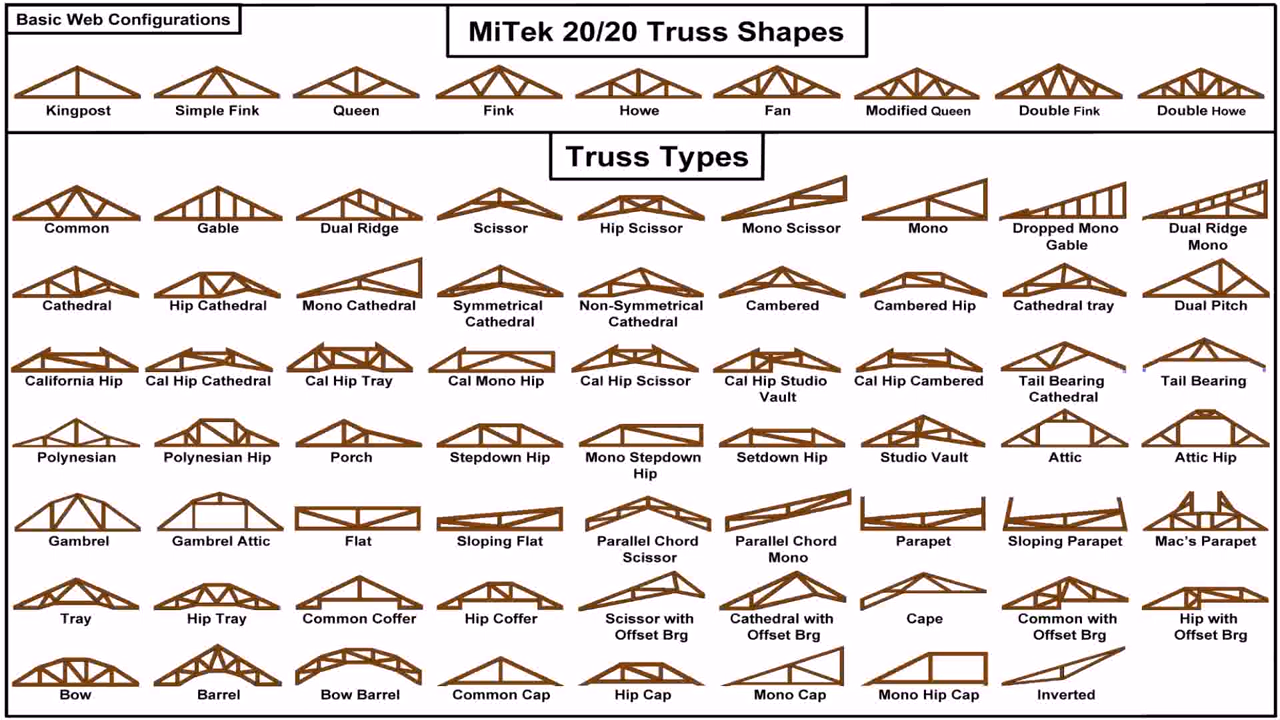 Basic Web Configurations
MiTek 20/20 Truss Shapes
Kingpost Simple Fink Queen Fink Howe Fan Modified Queen Double Fink Double Howe
Truss Types
Common Gable Dual Ridge Scissor Hip Scissor Mono Scissor Mono Dropped Mono Dual Ridge
Gable Mono
Cathedral Hip Cathedral Mono Cathedral Symmetrical Non-Symmetrical Cambered Cambered Hip Cathedral tray Dual Pitch
Cathedral Cathedral
California Hip Cal Hip Cathedral Cal Hip Tray Cal Mono Hip Cal Hip Scissor Cal Hip Studio Cal Hip Cambered Tail Bearing Tail Bearing
Vault Cathedral
Polynesian Polynesian Hip Porch Stepdown Hip Mono Stepdown Setdown Hip Studio Vault Attic Attic Hip
Hip
Gambrel Gambrel Attic Flat Sloping Flat Parallel Chord Parallel Chord Parapet Sloping Parapet Mac's Parapet
Scissor Mono
Tray Hip Tray Common Coffer Hip Coffer Scissor with Cathedral with Cape Common with Hip with
Offset Brg Offset Brg Offset Brg Offset Brg
Bow Barrel Bow Barrel Common Cap Hip Cap Mono Cap Mono Hip Cap Inverted